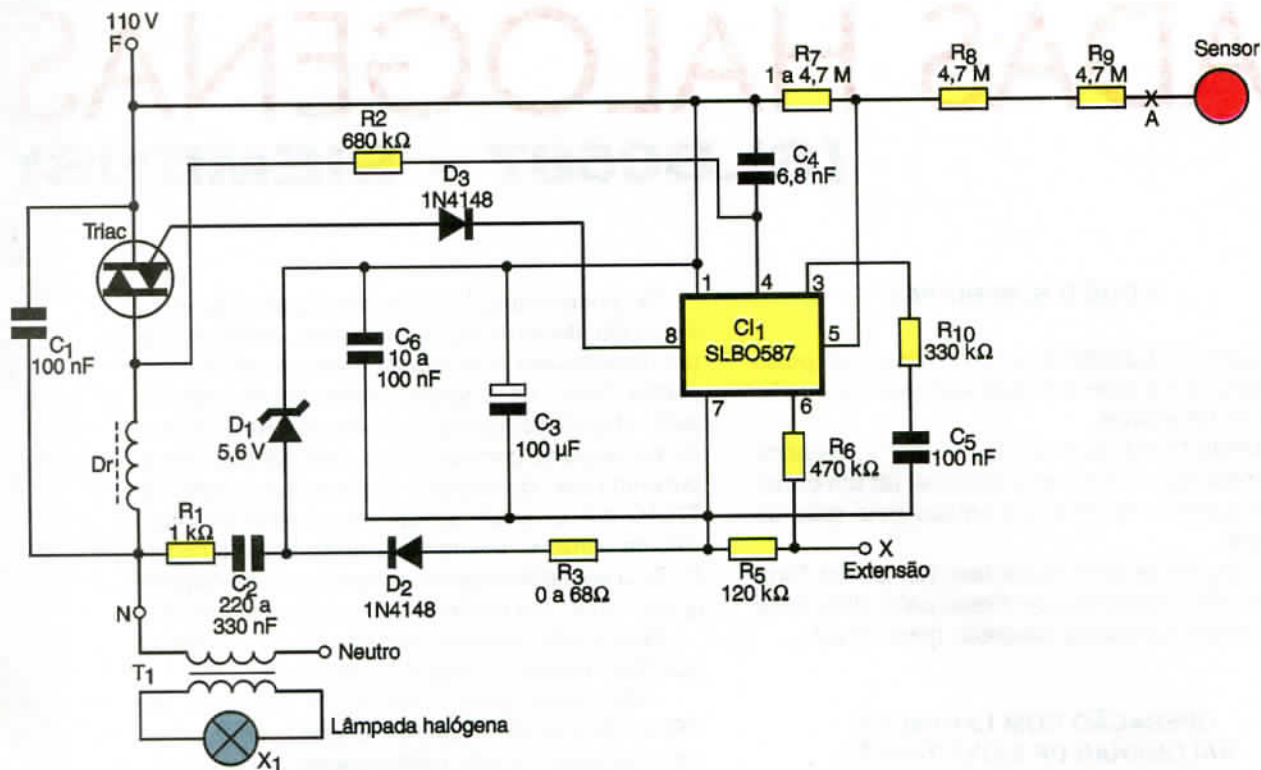 110 V
F
R7
1 a 4,7 M
R8
4,7 M
R9
4,7 M
Sensor
A
R2
680 kΩ
C4
6,8 nF
D3
1N4148
Triac
C1
100 nF
1
4
3
8
CI1
SLBO587
5
7
6
R10
330 kΩ
C6
10 a
100 nF
D1
5,6 V
C3
100 µF
R6
470 kΩ
C5
100 nF
Dr
R1
1 kΩ
C2
220 a
330 nF
D2
1N4148
R3
0 a 68Ω
R5
120 kΩ
X
Extensão
N
Neutro
T1
Lâmpada halógena
X1